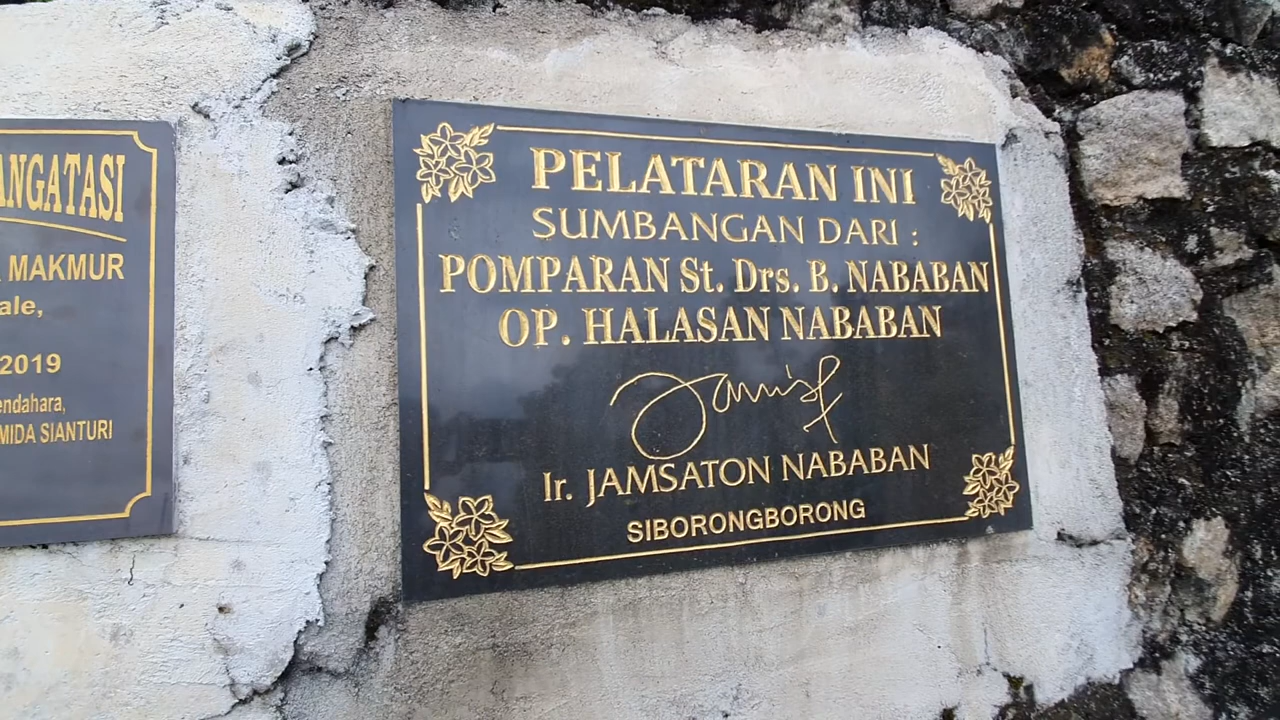 ANGATASI
MAKMUR
ale,
2019
endahara,
MIDA SIANTURI
PELATARAN INI
SUMBANGAN DARI :
POMPARAN St. Drs. B. NABABAN
OP. HALASAN NABABAN
Ir. JAMSATON NABABAN
SIBORONGBORONG